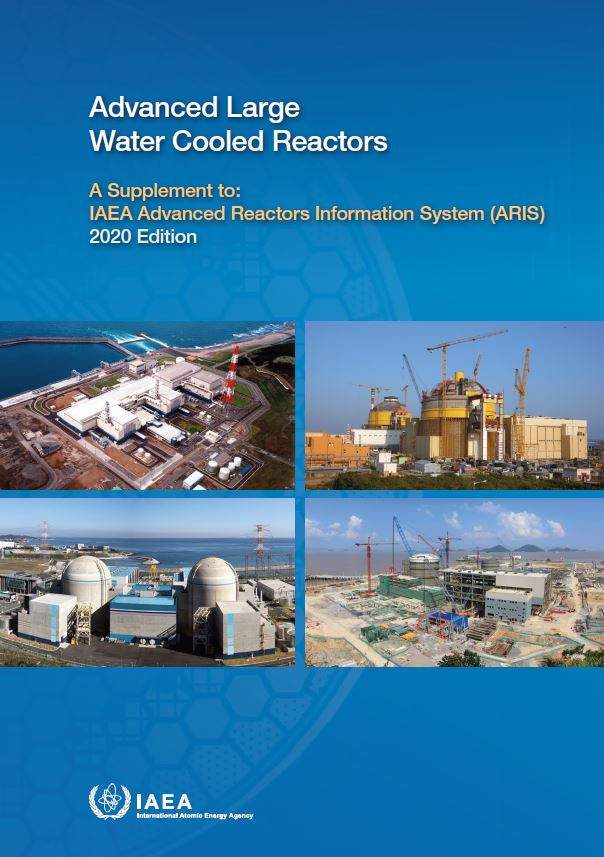 Advanced Large
Water Cooled Reactors
A Supplement to:
IAEA Advanced Reactors Information System (ARIS)
2020 Edition
IAEA
International Atomic Energy Agency